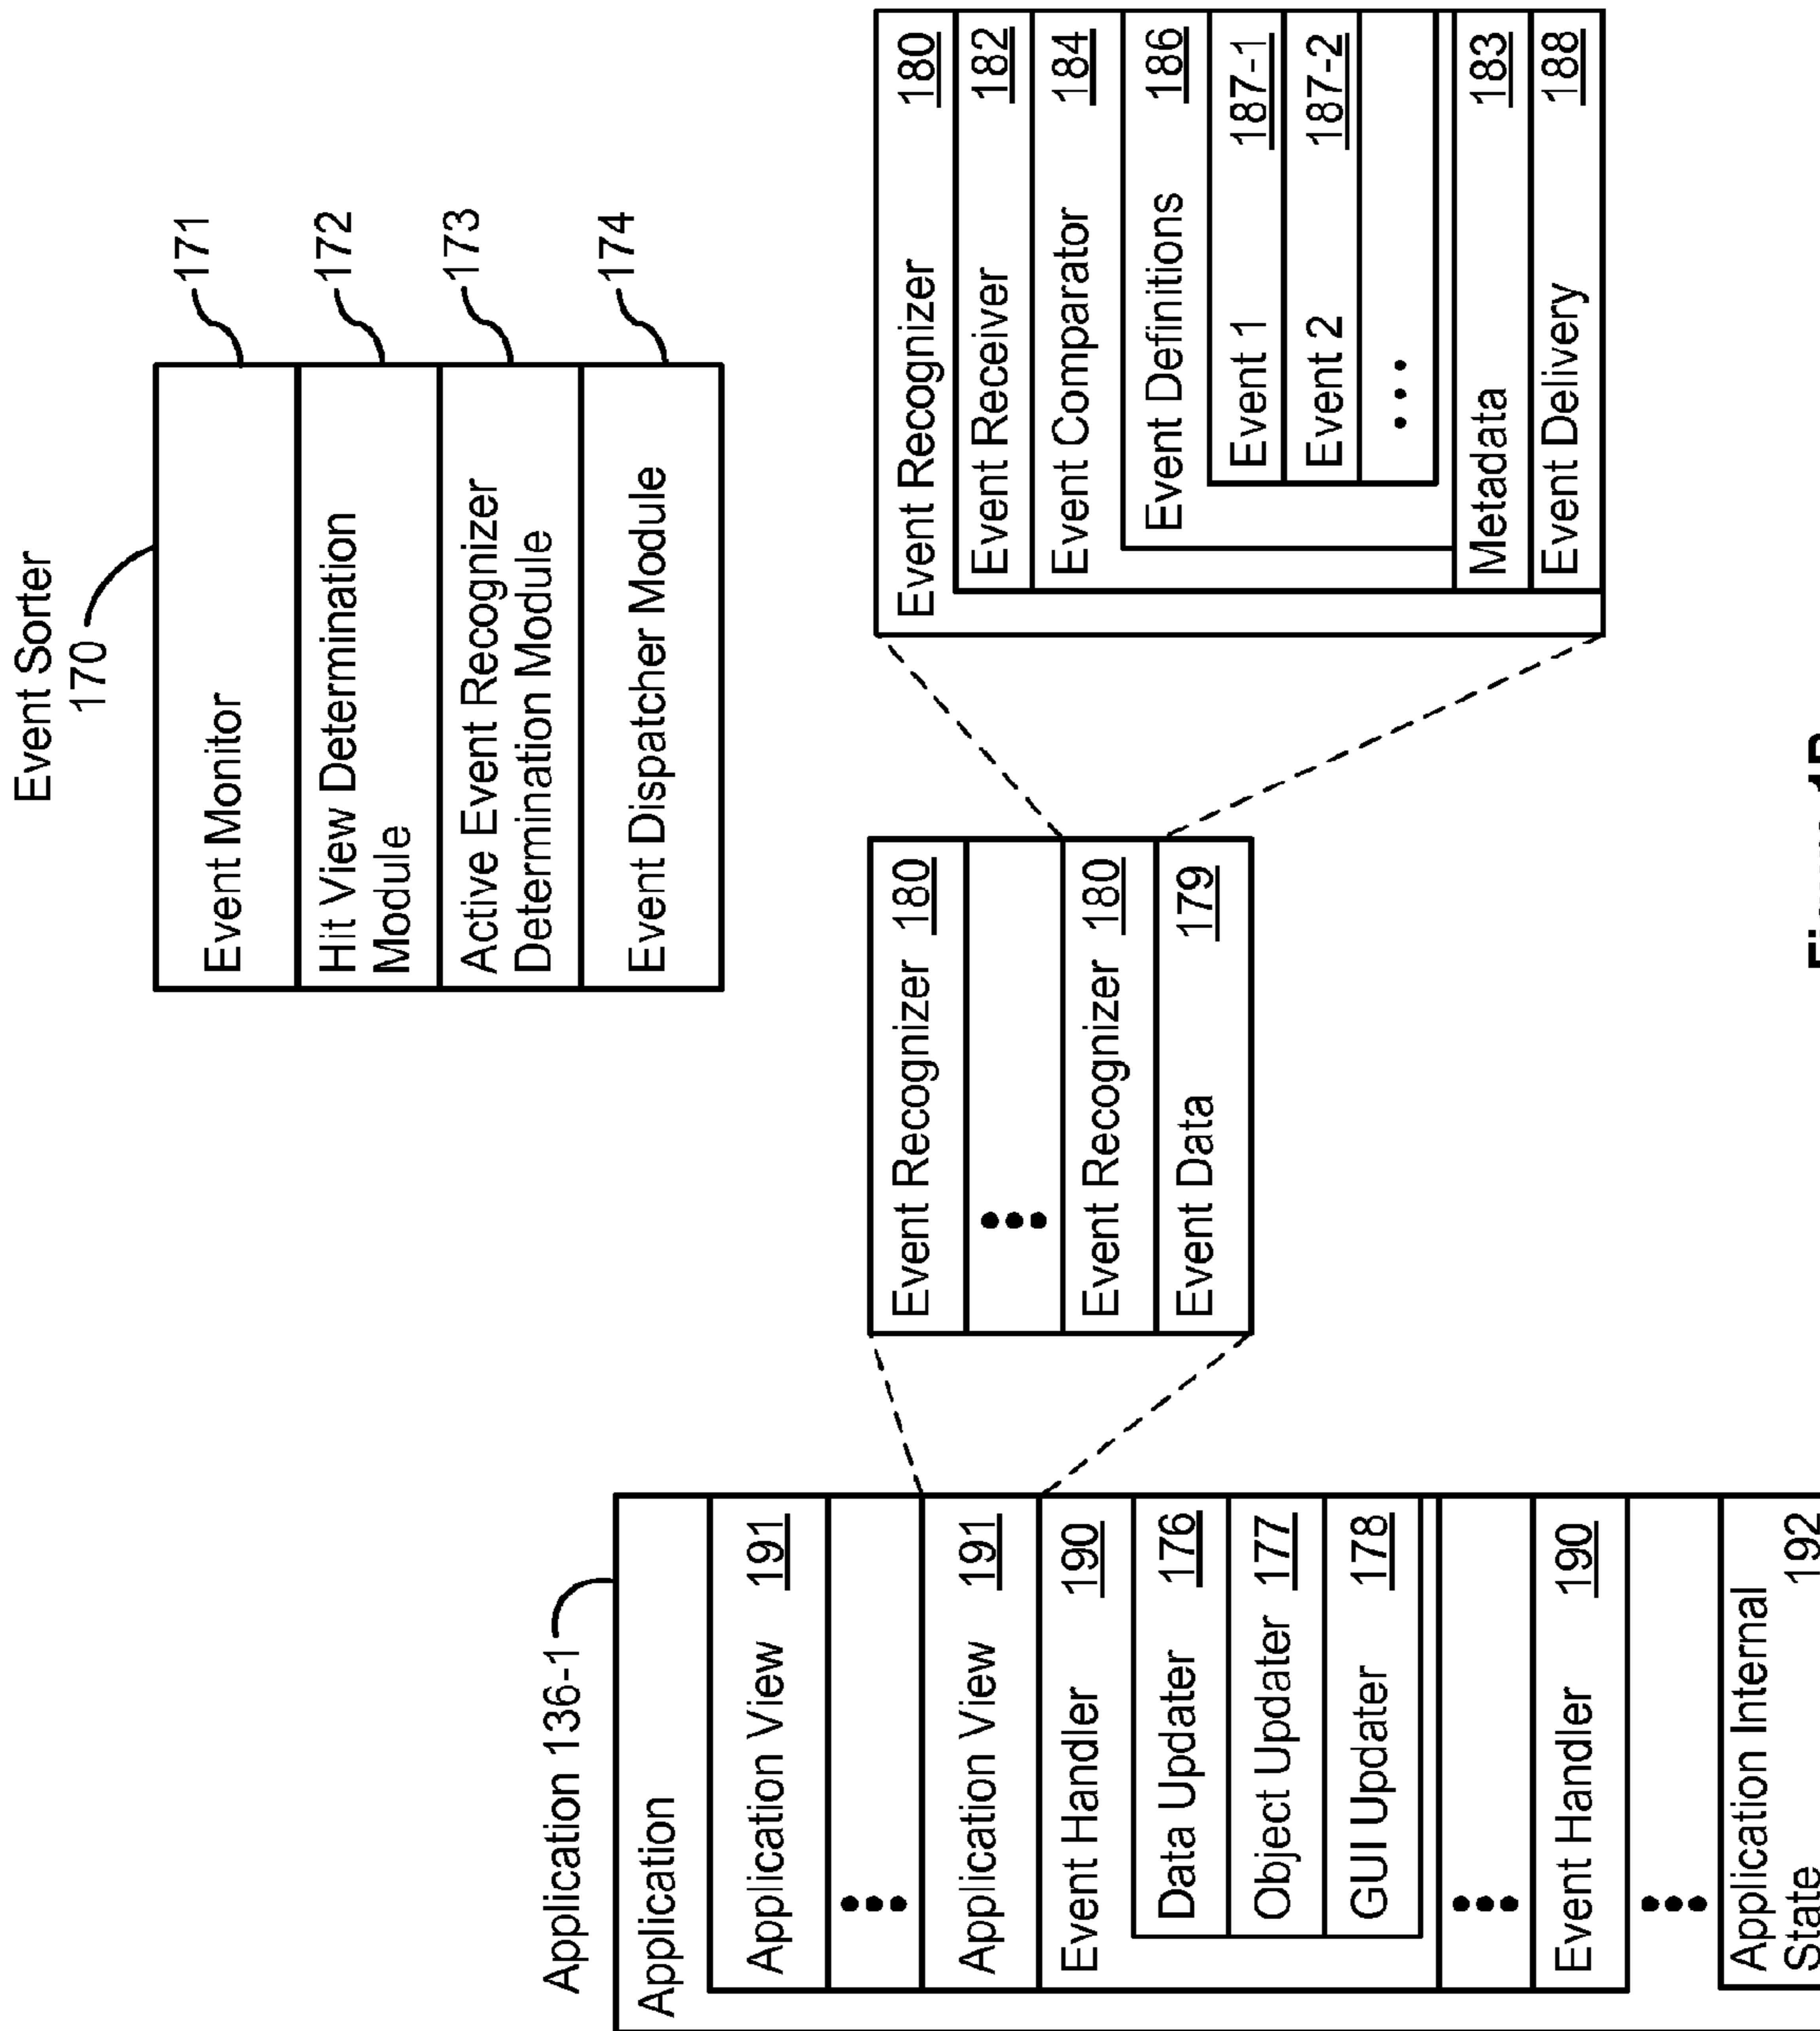 Event Sorter
170
Event Monitor 171
Hit View Determination
Module 172
Active Event Recognizer
Determination Module 173
Event Dispatcher Module 174
Application 136-1
Application
Application View 191
•••
Application View 191
Event Handler 190
Data Updater 176
Object Updater 177
GUI Updater 178
•••
Event Handler 190
•••
Application Internal
State 192
Event Recognizer 180
•••
Event Recognizer 180
Event Data 179
Event Recognizer 180
Event Receiver 182
Event Comparator 184
Event Definitions 186
Event 1 187-1
Event 2 187-2
•••
Metadata 183
Event Delivery 188